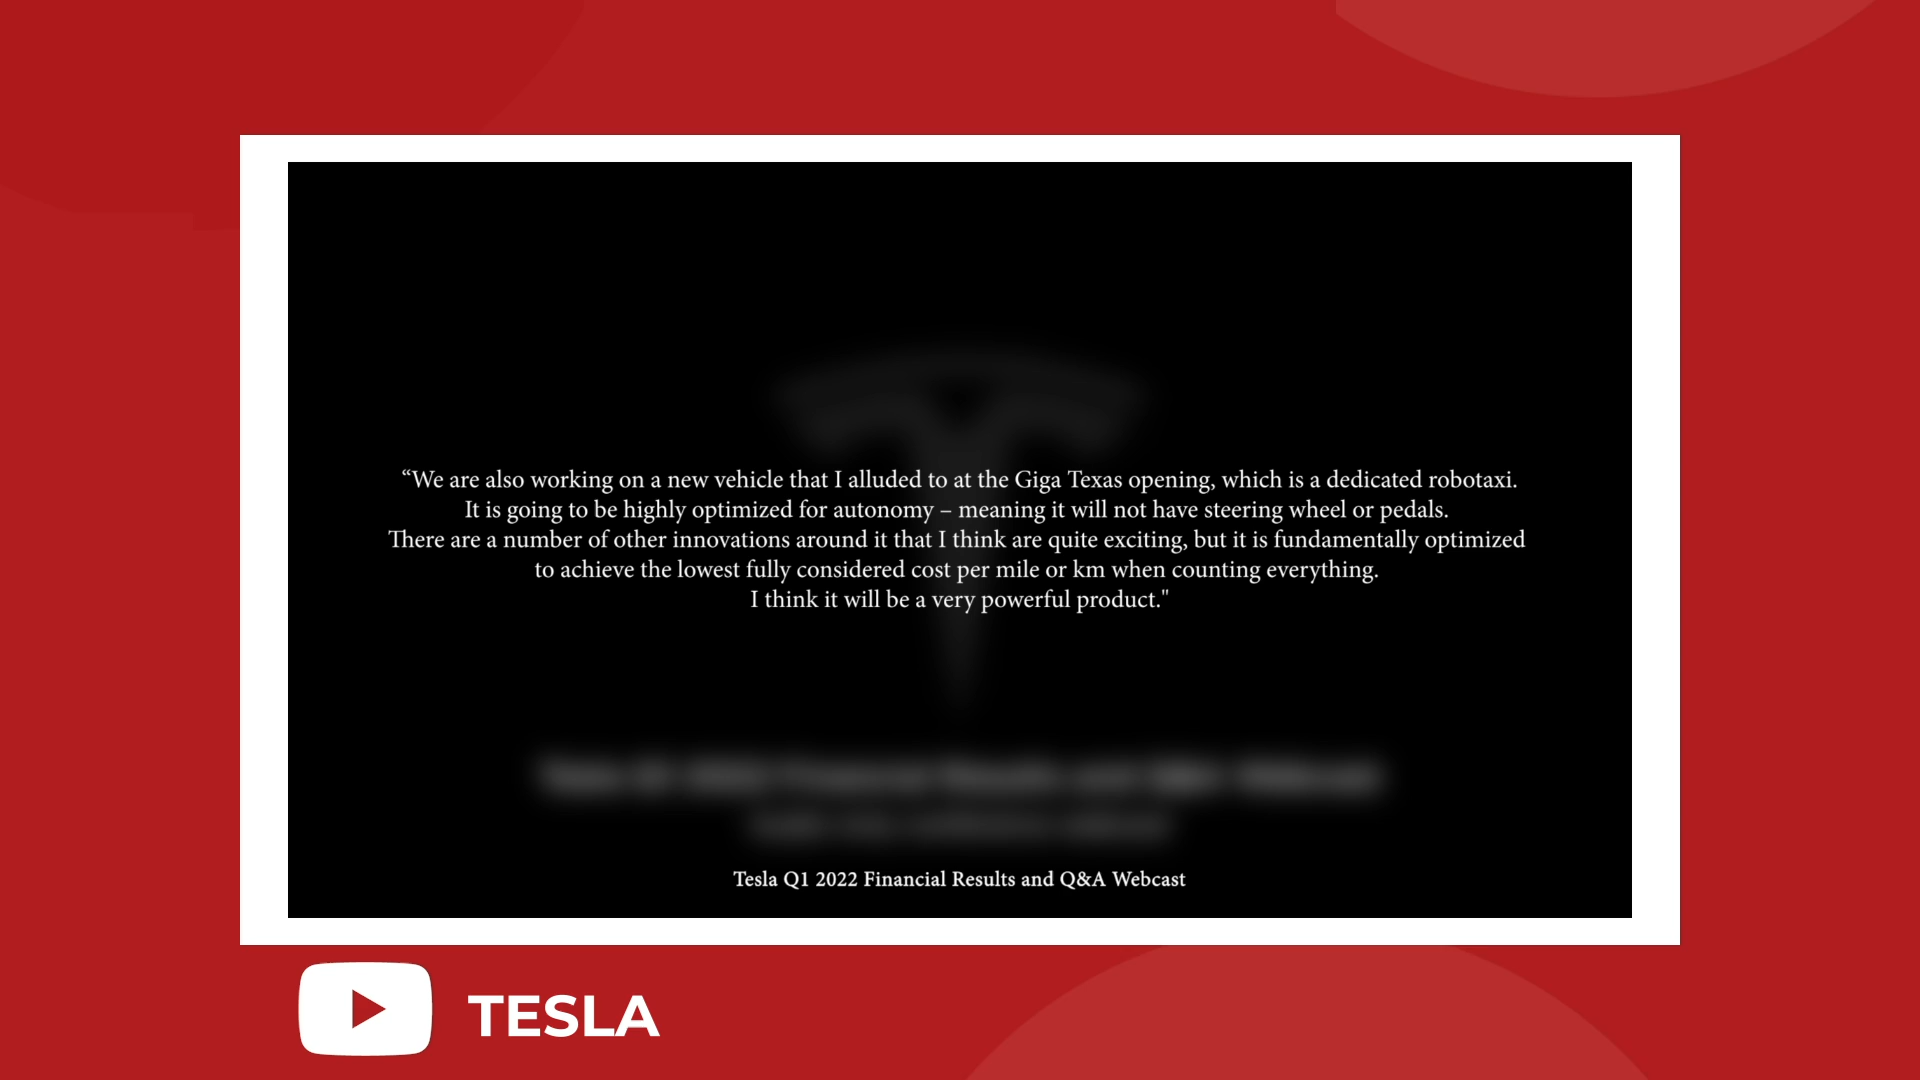 “We are also working on a new vehicle that I alluded to at the Giga Texas opening, which is a dedicated robotaxi.
It is going to be highly optimized for autonomy – meaning it will not have steering wheel or pedals.
There are a number of other innovations around it that I think are quite exciting, but it is fundamentally optimized
to achieve the lowest fully considered cost per mile or km when counting everything.
I think it will be a very powerful product."
Tesla Q1 2022 Financial Results and Q&A Webcast
TESLA